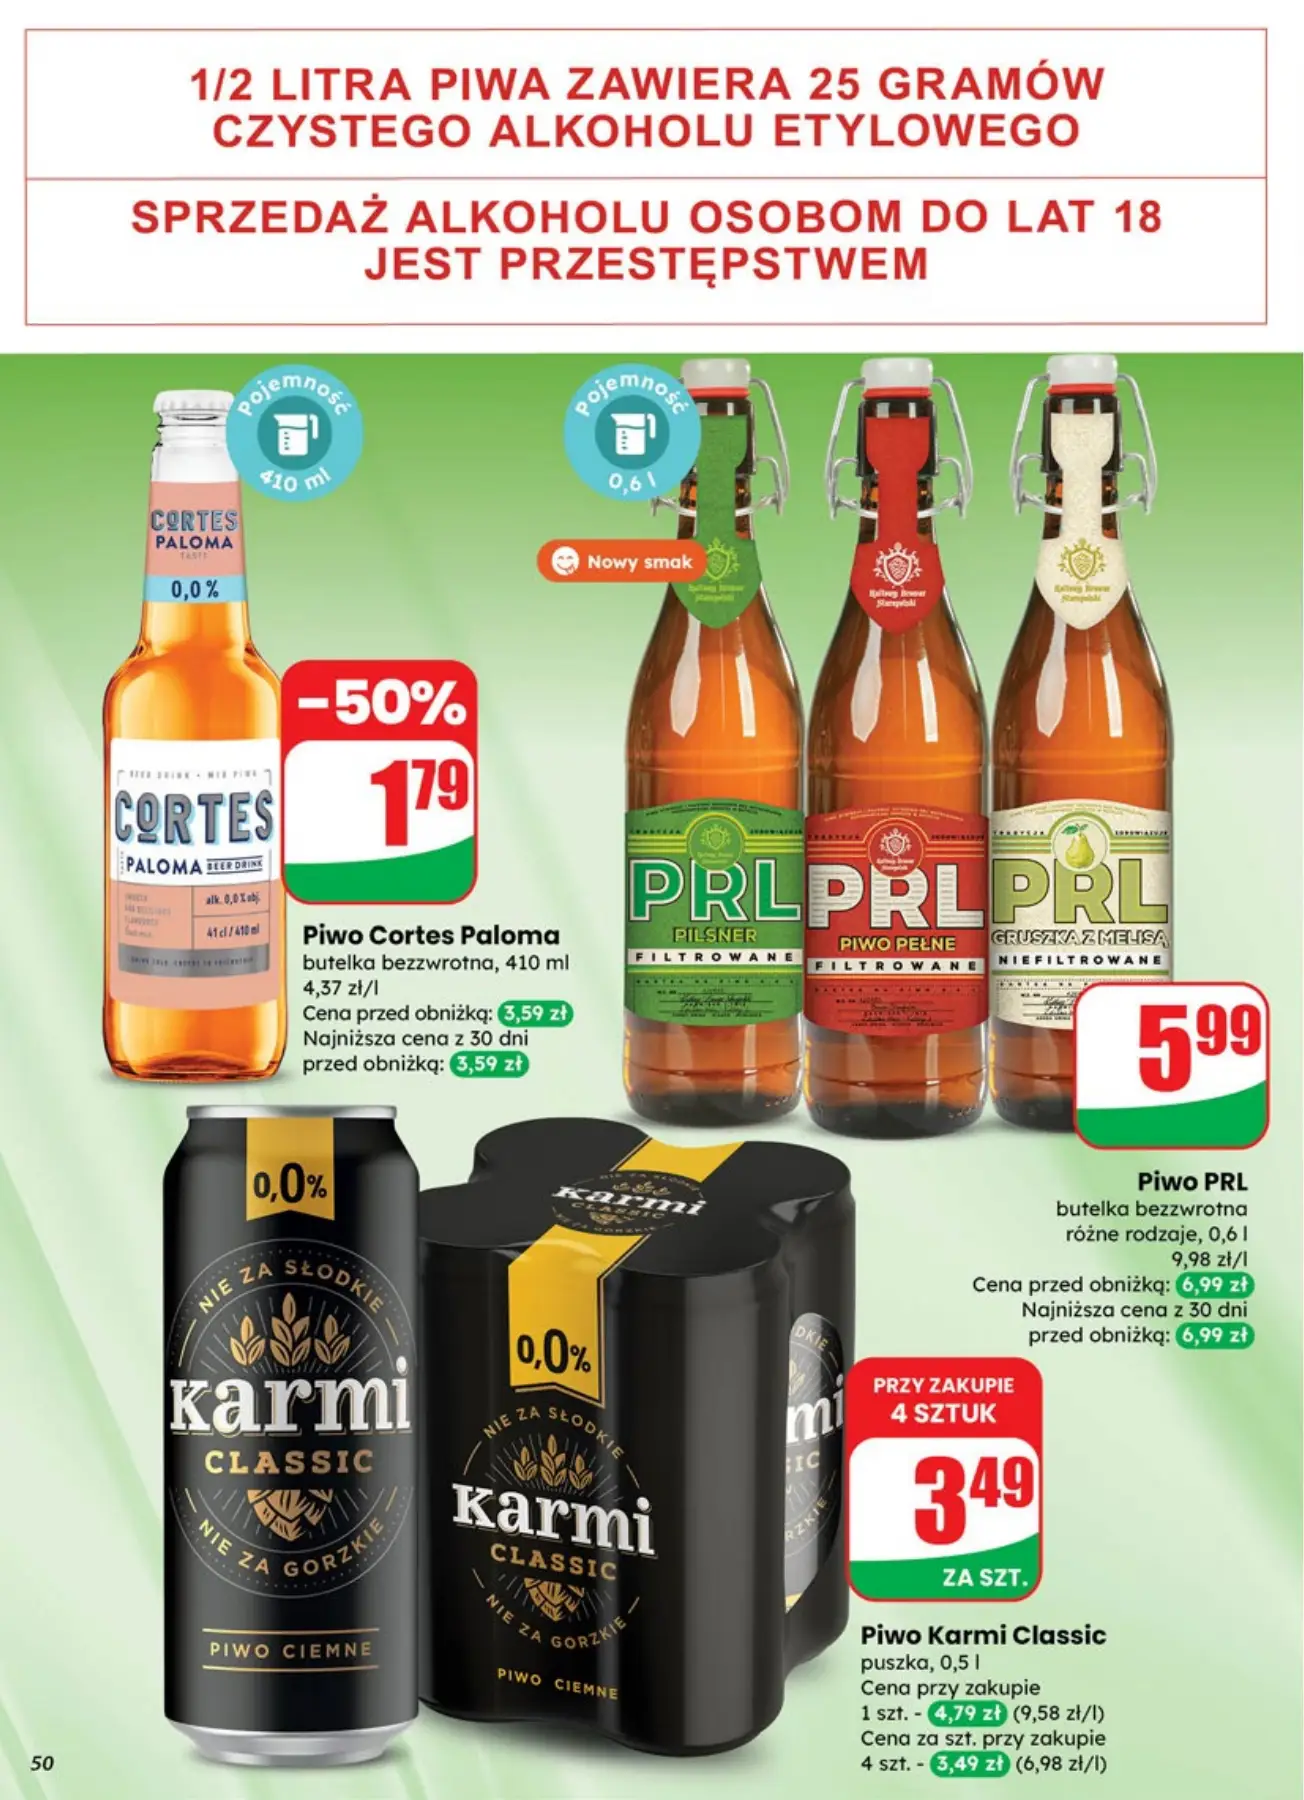 1/2 LITRA PIWA ZAWIERA 25 GRAMÓW
CZYSTEGO ALKOHOLU ETYLOWEGO
SPRZEDAŻ ALKOHOLU OSOBOM DO LAT 18
JEST PRZESTĘPSTWEM
Pojemność
410 ml
CORTES
PALOMA
TASTE
0,0%
BEER DRINK • MIX PIWA
CORTES
PALOMA BEER DRINK
alk. 0,0% obj.
41 cl / 410 ml
-50%
1 79
Piwo Cortes Paloma
butelka bezzwrotna, 410 ml
4,37 zł/l
Cena przed obniżką: 3,59 zł
Najniższa cena z 30 dni
przed obniżką: 3,59 zł
Pojemność
0,6 l
Nowy smak
PRL
PILSNER
FILTROWANE
PRL
PIWO PEŁNE
FILTROWANE
PRL
GRUSZKA Z MELISĄ
NIEFILTROWANE
5 99
Piwo PRL
butelka bezzwrotna
różne rodzaje, 0,6 l
9,98 zł/l
Cena przed obniżką: 6,99 zł
Najniższa cena z 30 dni
przed obniżką: 6,99 zł
0,0%
NIE ZA SŁODKIE
Karmi
CLASSIC
NIE ZA GORZKIE
PIWO CIEMNE
Karmi
CLASSIC
0,0%
NIE ZA SŁODKIE
Karmi
CLASSIC
NIE ZA GORZKIE
PIWO CIEMNE
PRZY ZAKUPIE
4 SZTUK
3 49
ZA SZT.
Piwo Karmi Classic
puszka, 0,5 l
Cena przy zakupie
1 szt. - 4,79 zł (9,58 zł/l)
Cena za szt. przy zakupie
4 szt. - 3,49 zł (6,98 zł/l)
50